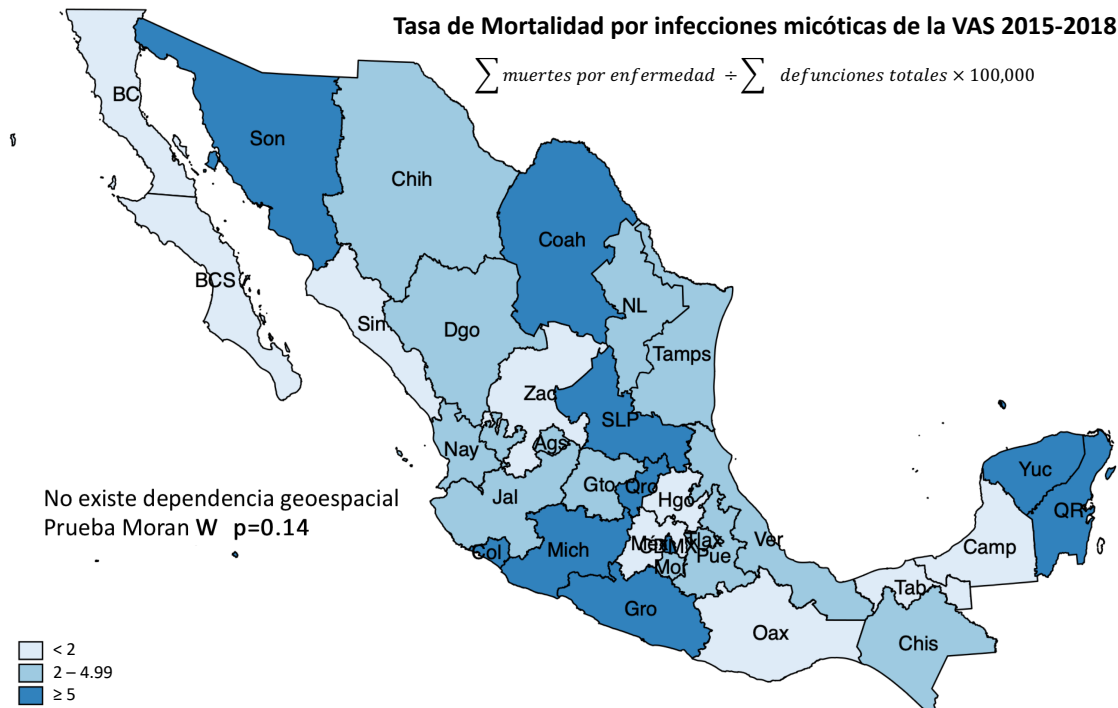 Tasa de Mortalidad por infecciones micóticas de la VAS 2015-2018
∑ muertes por enfermedad ÷ ∑ defunciones totales × 100,000
BC
Son
Chih
Coah
BCS
Sin
Dgo
NL
Tamps
Zac
SLP
Nay
Ags
Jal
Gto
Qro
Hgo
Yuc
QR
No existe dependencia geoespacial
Prueba Moran W p=0.14
Col
Mich
Méx
CDMX
Tlax
Mor
Pue
Ver
Camp
Tab
Gro
Oax
Chis
< 2
2 – 4.99
≥ 5